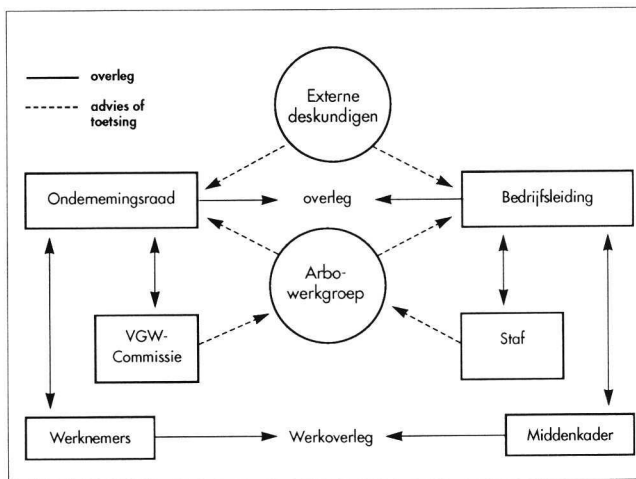 overleg
advies of
toetsing
Externe
deskundigen
Ondernemingsraad
overleg
Bedrijfsleiding
Arbo-
werkgroep
VGW-
Commissie
Staf
Werknemers
Werkoverleg
Middenkader